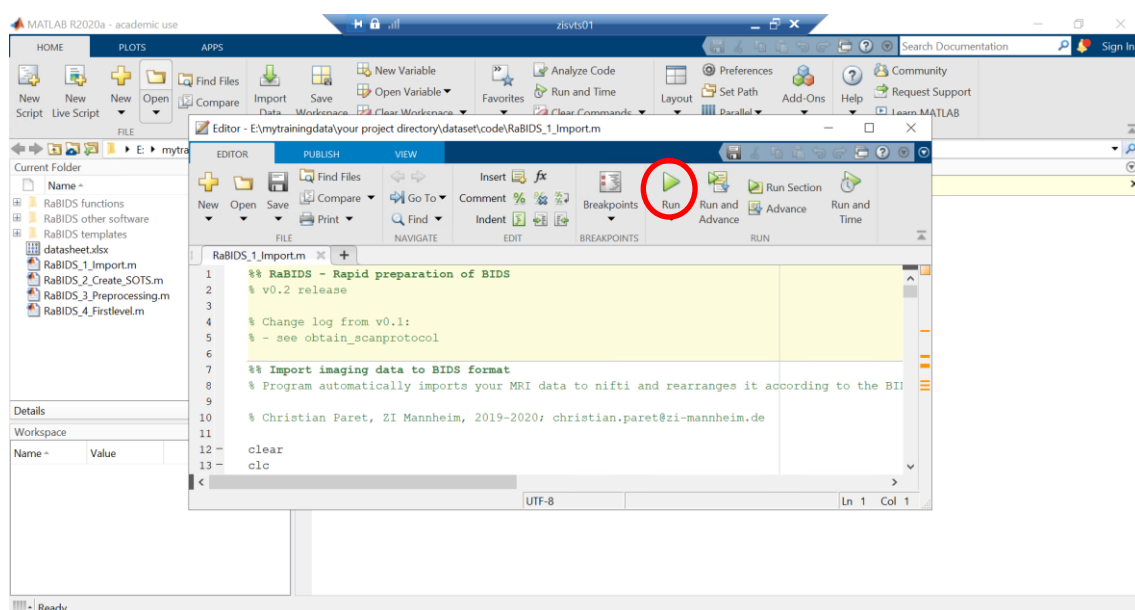 MATLAB R2020a - academic use
zisvts01
HOME PLOTS APPS
Search Documentation
Sign In
New Script
New Live Script
New
Open
Find Files
Compare
Import Data
Save Workspace
New Variable
Open Variable
Clear Workspace
Favorites
Analyze Code
Run and Time
Clear Commands
Layout
Preferences
Set Path
Parallel
Add-Ons
Help
Community
Request Support
Learn MATLAB
FILE
E: mytra
Current Folder
Name
RaBIDS functions
RaBIDS other software
RaBIDS templates
datasheet.xlsx
RaBIDS_1_Import.m
RaBIDS_2_Create_SOTS.m
RaBIDS_3_Preprocessing.m
RaBIDS_4_Firstlevel.m
Details
Workspace
Name Value
Editor - E:\mytrainingdata\your project directory\dataset\code\RaBIDS_1_Import.m
EDITOR PUBLISH VIEW
New
Open
Save
Find Files
Compare
Print
Go To
Find
Insert fx
Comment
Indent
Breakpoints
Run
Run and Advance
Run Section
Advance
Run and Time
FILE NAVIGATE EDIT BREAKPOINTS RUN
RaBIDS_1_Import.m
1 %% RaBIDS - Rapid preparation of BIDS
2 % v0.2 release
3
4 % Change log from v0.1:
5 % - see obtain_scanprotocol
6
7 %% Import imaging data to BIDS format
8 % Program automatically imports your MRI data to nifti and rearranges it according to the BI
9
10 % Christian Paret, ZI Mannheim, 2019-2020; christian.paret@zi-mannheim.de
11
12 - clear
13 - clc
UTF-8
Ln 1 Col 1
Ready